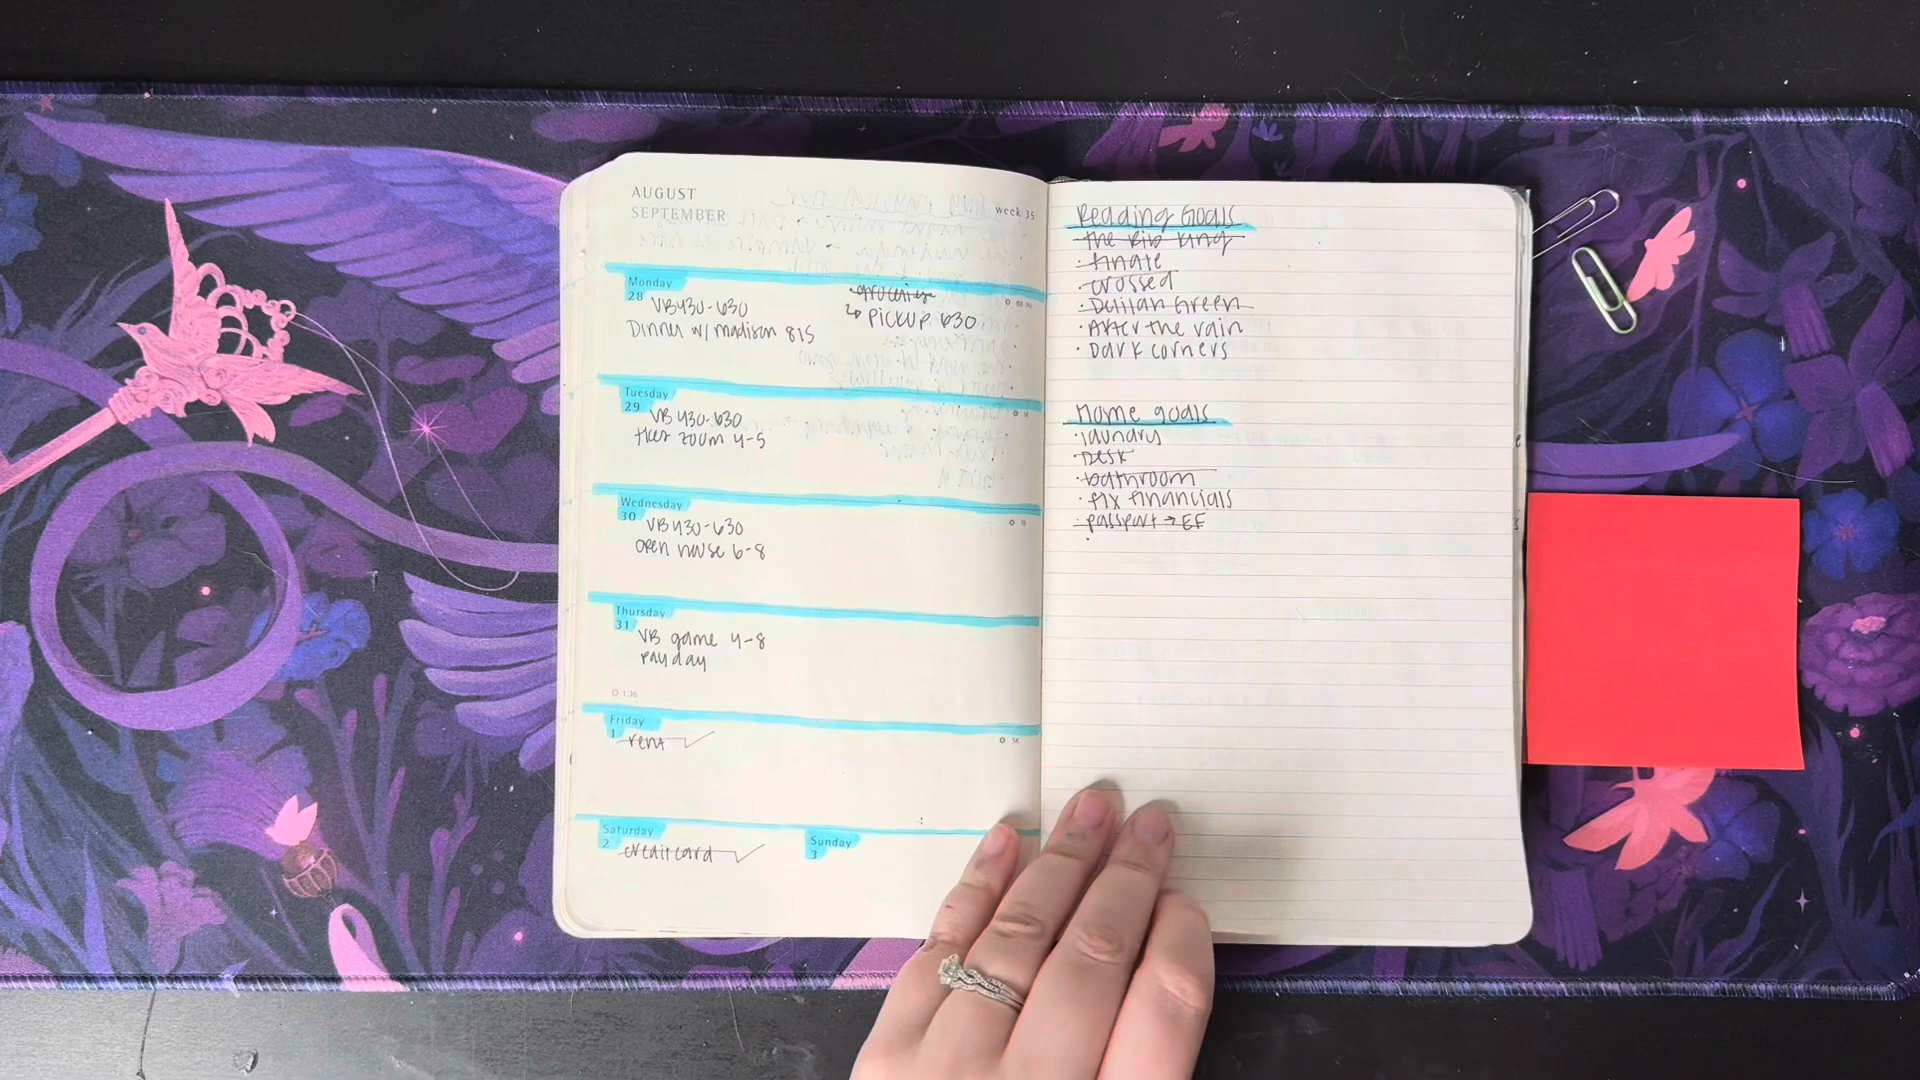 AUGUST
SEPTEMBER
week 35
Monday
28
VB 430-630
Dinner w/ madison 815
groceries
PICKUP 630
Tuesday
29
VB 430-630
zoom 4-5
Wednesday
30
VB 430-630
open house 6-8
Thursday
31
VB game 4-8
payday
1:36
Friday
1
rent
Saturday
2
credit card
Sunday
3
Reading Goals
· the Rib King
· finale
· crossed
· Green
· After the rain
· Dark corners
Home goals
· laundry
· Desk
· bathroom
· fix financials
· passport → EF